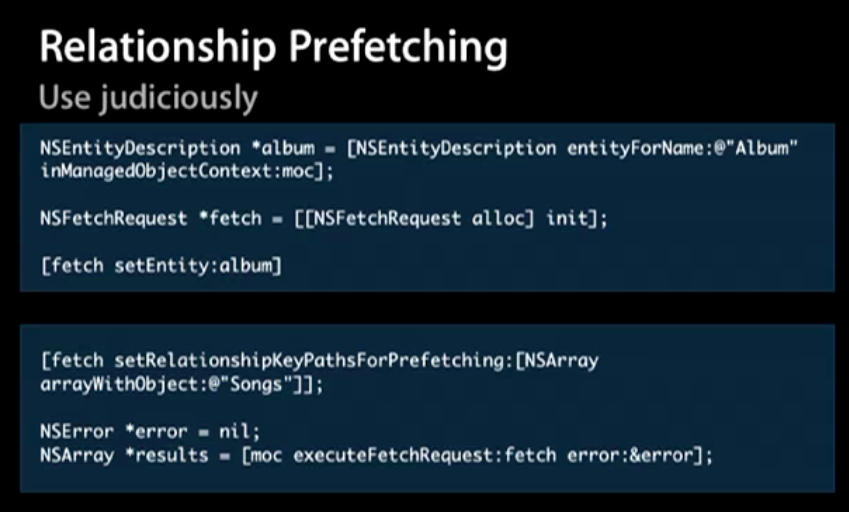 Relationship Prefetching
Use judiciously
NSEntityDescription *album = [NSEntityDescription entityForName:@"Album"
inManagedObjectContext:moc];
NSFetchRequest *fetch = [[NSFetchRequest alloc] init];
[fetch setEntity:album]
[fetch setRelationshipKeyPathsForPrefetching:[NSArray
arrayWithObject:@"Songs"]];
NSError *error = nil;
NSArray *results = [moc executeFetchRequest:fetch error:&error];